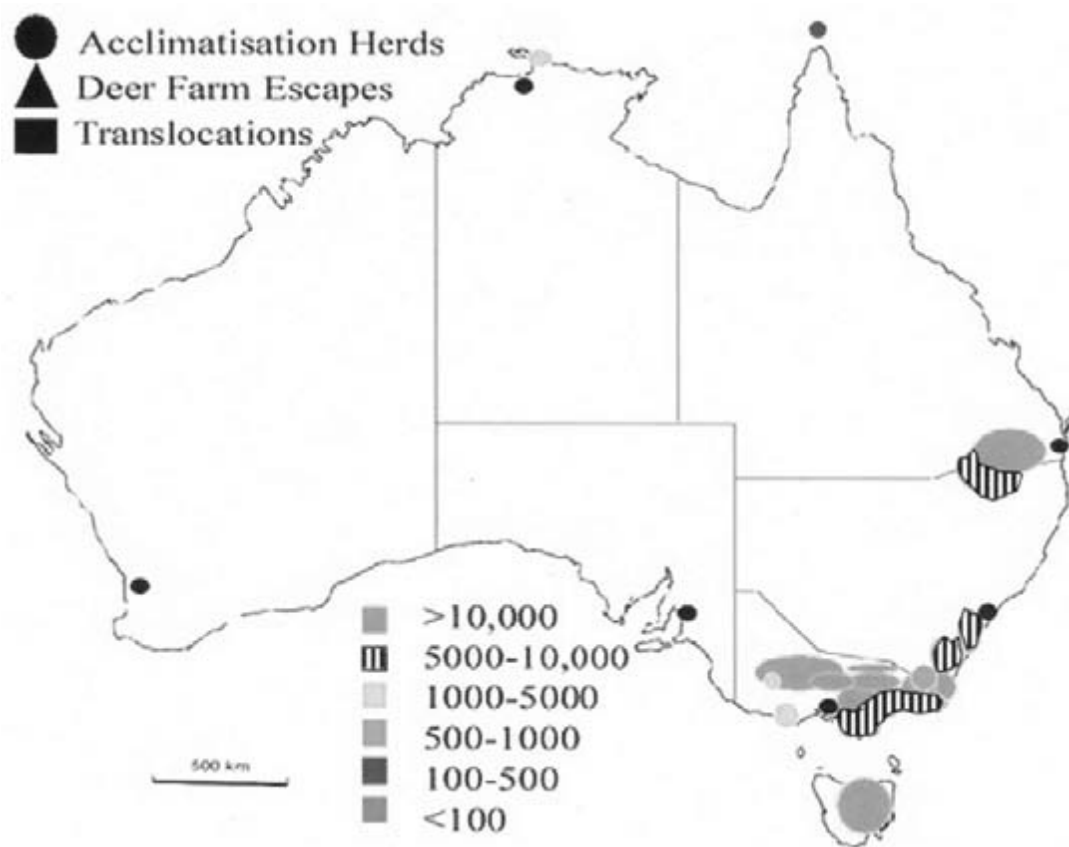 Acclimatisation Herds
Deer Farm Escapes
Translocations
>10,000
5000-10,000
1000-5000
500-1000
100-500
<100
500 km